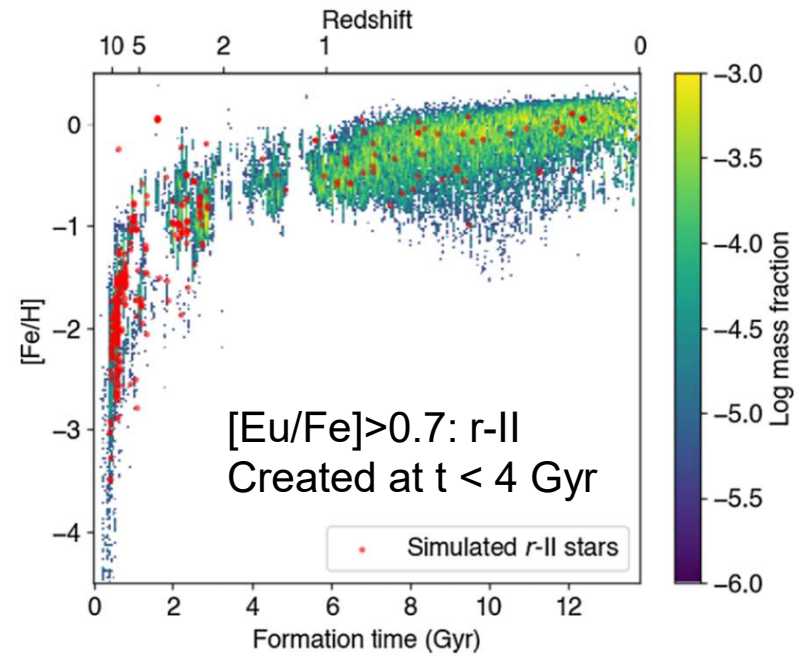 Redshift
10 5 2 1 0
0
−1
−2
−3
−4
[Fe/H]
[Eu/Fe]>0.7: r-II
Created at t < 4 Gyr
Simulated r-II stars
0 2 4 6 8 10 12
Formation time (Gyr)
−3.0
−3.5
−4.0
−4.5
−5.0
−5.5
−6.0
Log mass fraction